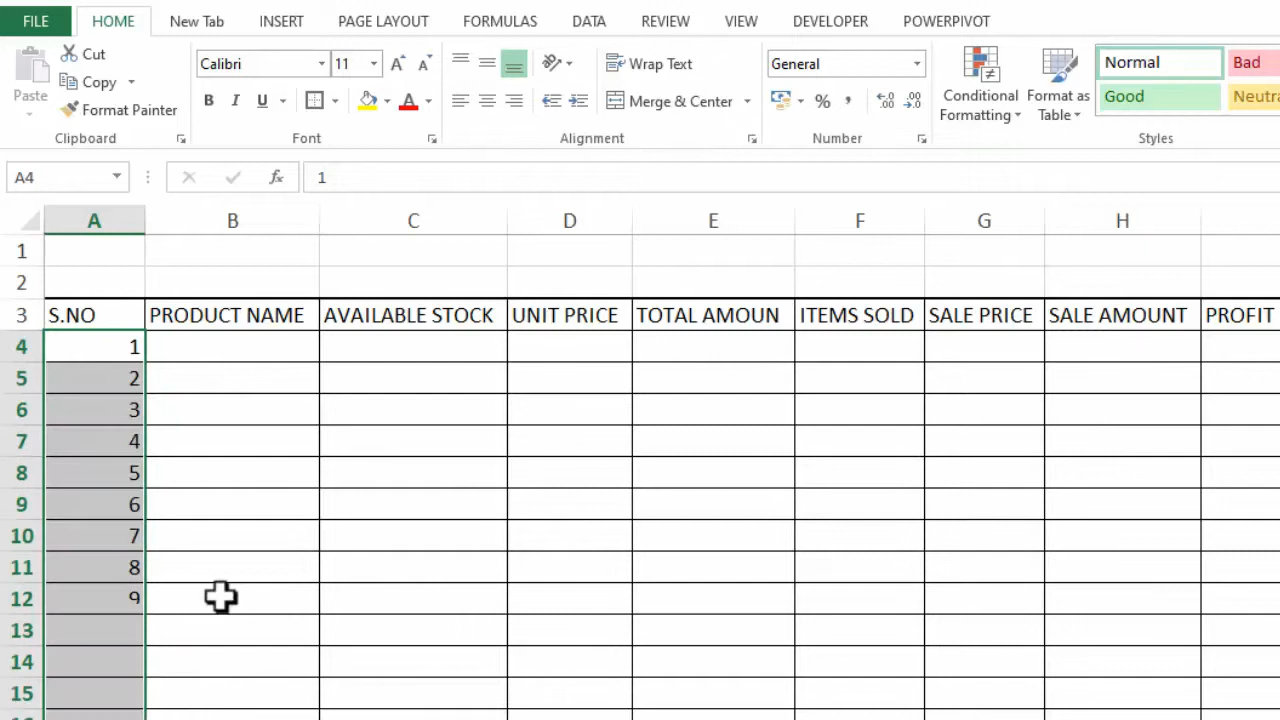 FILE HOME New Tab INSERT PAGE LAYOUT FORMULAS DATA REVIEW VIEW DEVELOPER POWERPIVOT
Cut Calibri 11 Wrap Text General Conditional Formatting Format as Table Normal Bad
Paste Copy B I U Merge & Center % Good Neutra
Format Painter
Clipboard Font Alignment Number Styles
A4 fx 1
A B C D E F G H
1
2
3 S.NO PRODUCT NAME AVAILABLE STOCK UNIT PRICE TOTAL AMOUN ITEMS SOLD SALE PRICE SALE AMOUNT PROFIT
4 1
5 2
6 3
7 4
8 5
9 6
10 7
11 8
12 9
13
14
15